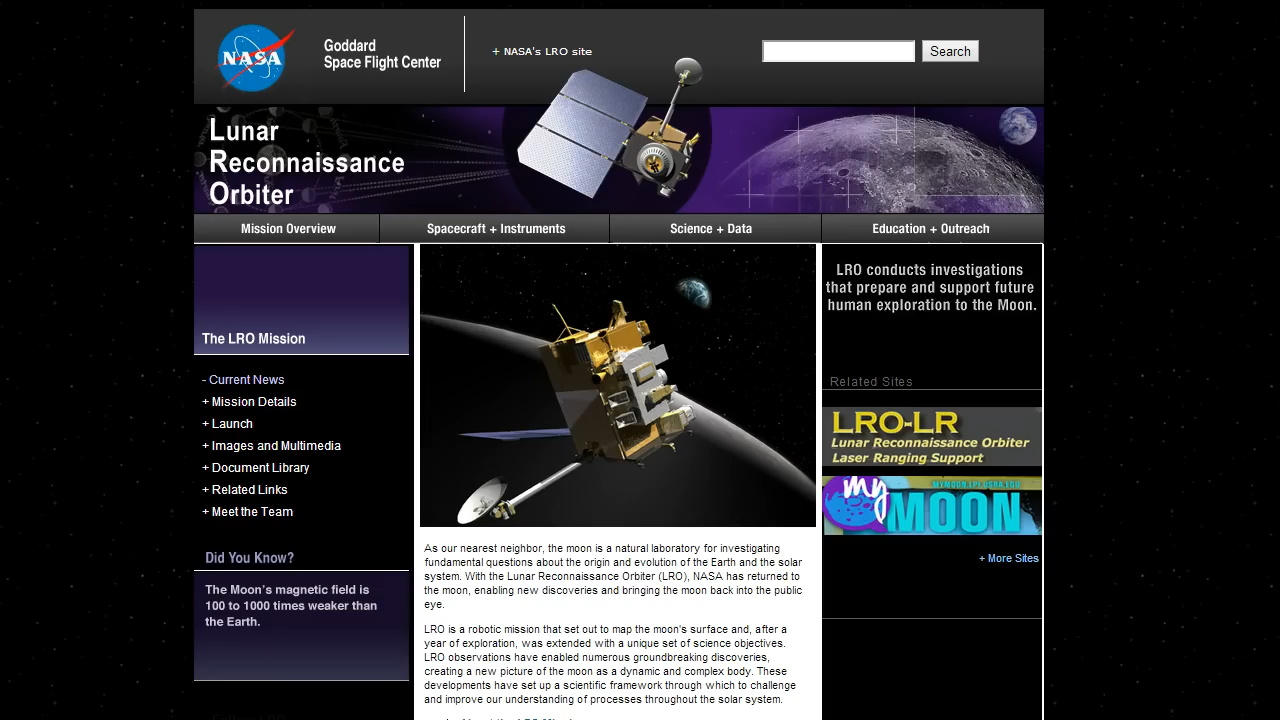 NASA
Goddard
Space Flight Center
+ NASA's LRO site
Search
Lunar
Reconnaissance
Orbiter
Mission Overview
Spacecraft + Instruments
Science + Data
Education + Outreach
The LRO Mission
- Current News
+ Mission Details
+ Launch
+ Images and Multimedia
+ Document Library
+ Related Links
+ Meet the Team
Did You Know?
The Moon's magnetic field is
100 to 1000 times weaker than
the Earth.
As our nearest neighbor, the moon is a natural laboratory for investigating
fundamental questions about the origin and evolution of the Earth and the solar
system. With the Lunar Reconnaissance Orbiter (LRO), NASA has returned to
the moon, enabling new discoveries and bringing the moon back into the public
eye.
LRO is a robotic mission that set out to map the moon's surface and, after a
year of exploration, was extended with a unique set of science objectives.
LRO observations have enabled numerous groundbreaking discoveries,
creating a new picture of the moon as a dynamic and complex body. These
developments have set up a scientific framework through which to challenge
and improve our understanding of processes throughout the solar system.
LRO conducts investigations
that prepare and support future
human exploration to the Moon.
Related Sites
LRO-LR
Lunar Reconnaissance Orbiter
Laser Ranging Support
MYMOON.LPI.USRA.EDU
my
MOON
+ More Sites